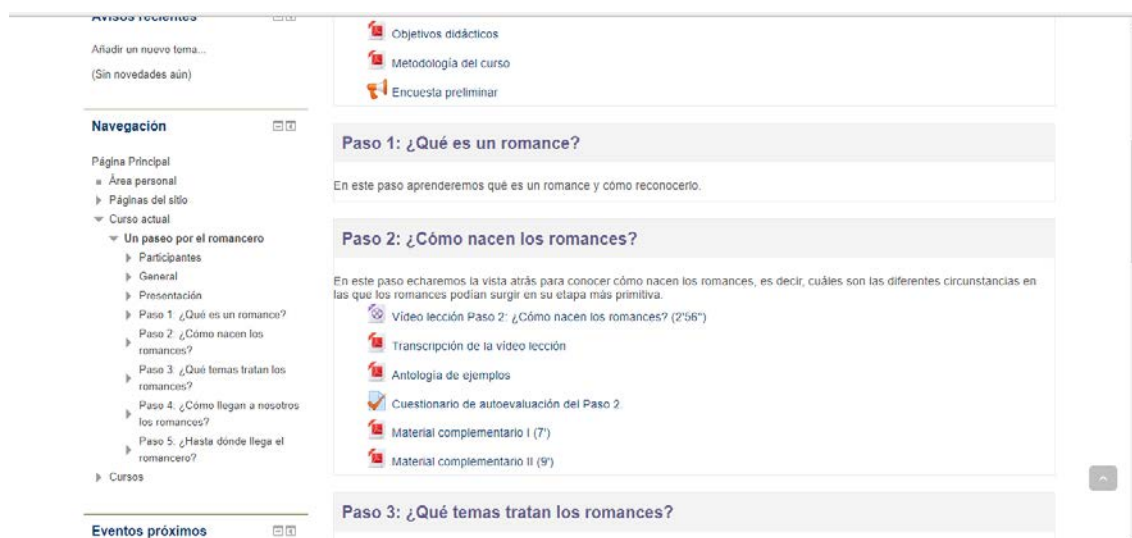 Avisos recientes
Añadir un nuevo tema...
(Sin novedades aún)
Navegación
Página Principal
Área personal
Páginas del sitio
Curso actual
Un paseo por el romancero
Participantes
General
Presentación
Paso 1: ¿Qué es un romance?
Paso 2: ¿Cómo nacen los
romances?
Paso 3: ¿Qué temas tratan los
romances?
Paso 4: ¿Cómo llegan a nosotros
los romances?
Paso 5: ¿Hasta dónde llega el
romancero?
Cursos
Eventos próximos
Objetivos didácticos
Metodología del curso
Encuesta preliminar
Paso 1: ¿Qué es un romance?
En este paso aprenderemos qué es un romance y cómo reconocerlo.
Paso 2: ¿Cómo nacen los romances?
En este paso echaremos la vista atrás para conocer cómo nacen los romances, es decir, cuáles son las diferentes circunstancias en
las que los romances podían surgir en su etapa más primitiva.
Vídeo lección Paso 2: ¿Cómo nacen los romances? (2'56'')
Transcripción de la vídeo lección
Antología de ejemplos
Cuestionario de autoevaluación del Paso 2.
Material complementario I (7')
Material complementario II (9')
Paso 3: ¿Qué temas tratan los romances?